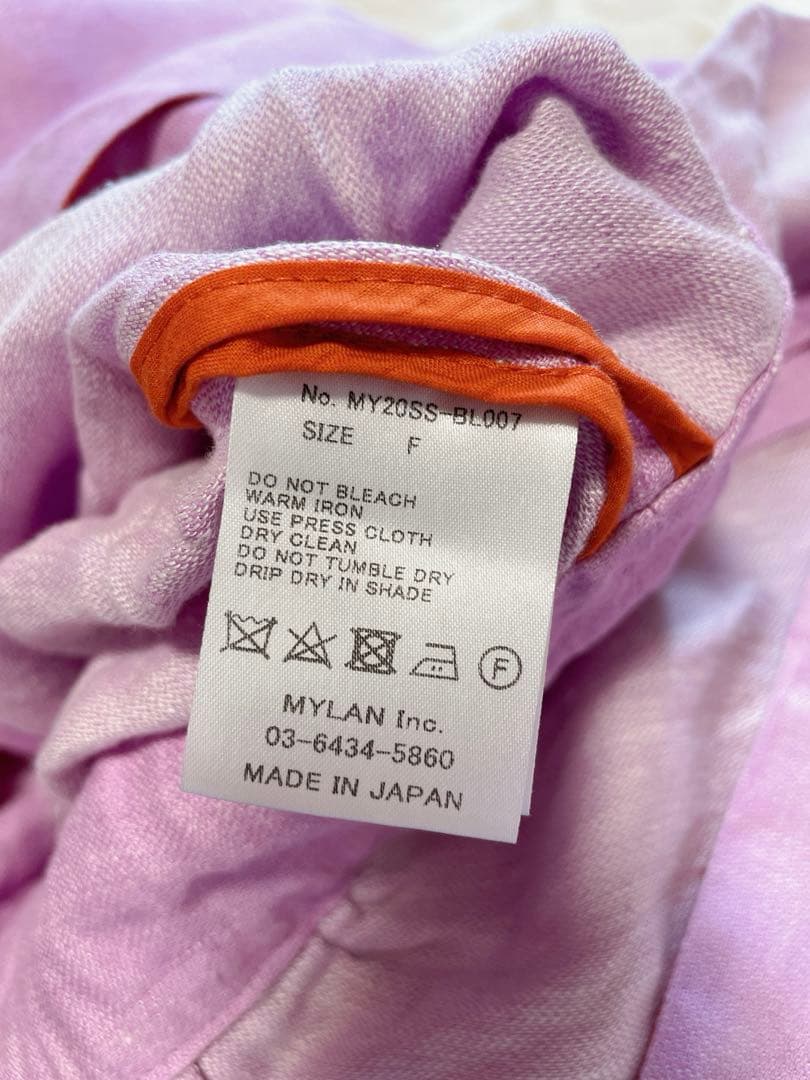 No. MY20SS-BL007
SIZE F
DO NOT BLEACH
WARM IRON
USE PRESS CLOTH
DRY CLEAN
DO NOT TUMBLE DRY
DRIP DRY IN SHADE
F
MYLAN Inc.
03-6434-5860
MADE IN JAPAN